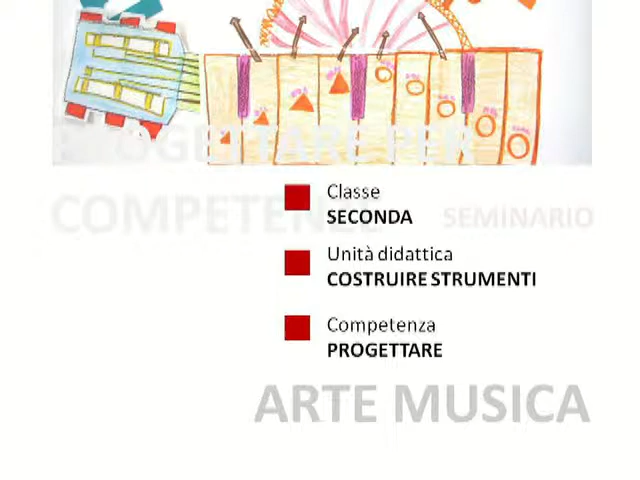 PROGETTARE PER
COMPETENZE
SEMINARIO
Classe
SECONDA
Unità didattica
COSTRUIRE STRUMENTI
Competenza
PROGETTARE
ARTE MUSICA